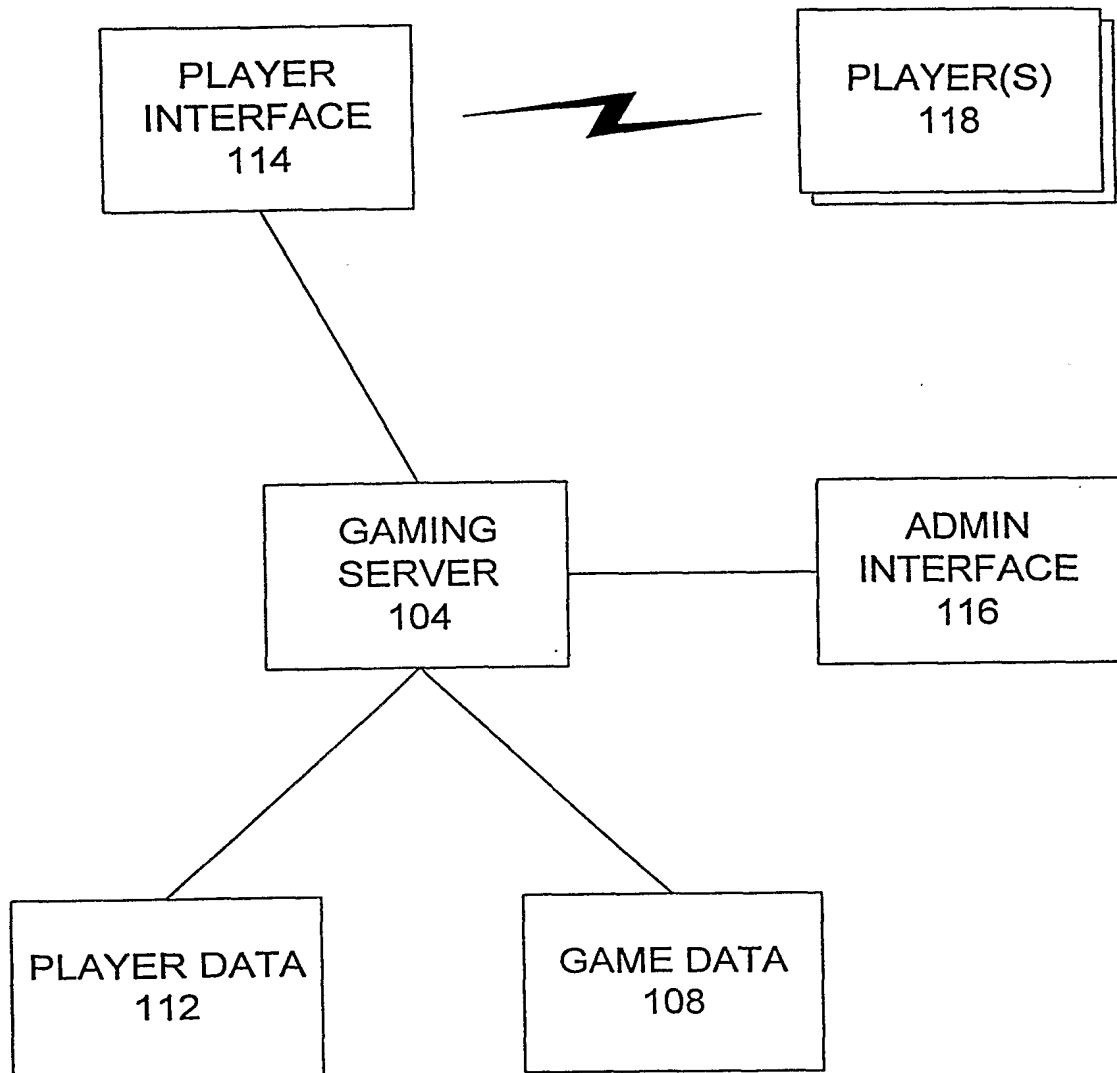 PLAYER
INTERFACE
114
PLAYER(S)
118
GAMING
SERVER
104
ADMIN
INTERFACE
116
PLAYER DATA
112
GAME DATA
108